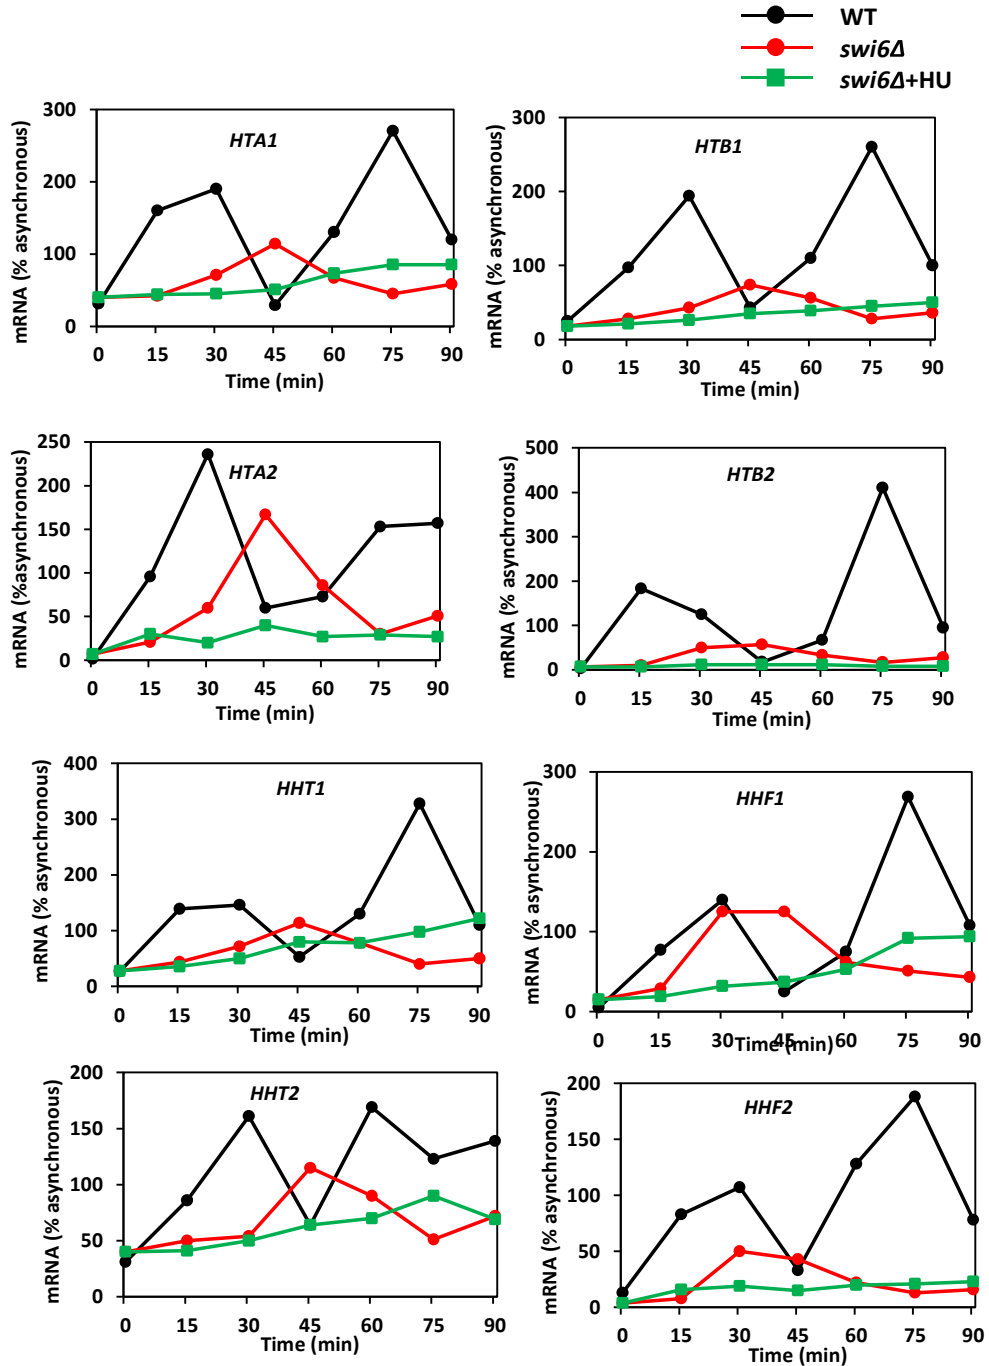 WT
swi6Δ
swi6Δ+HU
HTA1
mRNA (% asynchronous)
300
200
100
0
0 15 30 45 60 75 90
Time (min)
HTB1
mRNA (% asynchronous)
300
200
100
0
0 15 30 45 60 75 90
Time (min)
HTA2
mRNA (%asynchronous)
250
200
150
100
50
0
0 15 30 45 60 75 90
Time (min)
HTB2
mRNA (% asynchronous)
500
400
300
200
100
0
0 15 30 45 60 75 90
Time (min)
HHT1
mRNA (% asynchronous)
400
300
200
100
0
0 15 30 45 60 75 90
Time (min)
HHF1
mRNA (% asynchronous)
300
200
100
0
0 15 30 45 60 75 90
Time (min)
HHT2
mRNA (% asynchronous)
200
150
100
50
0
0 15 30 45 60 75 90
Time (min)
HHF2
mRNA (% asynchronous)
200
150
100
50
0
0 15 30 45 60 75 90
Time (min)